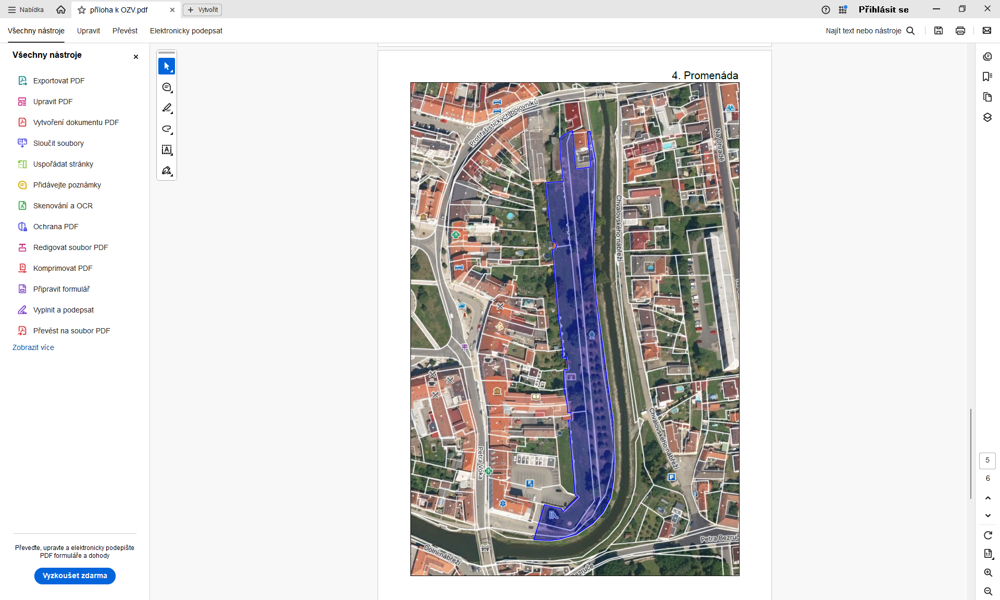 Nabídka
příloha k OZV.pdf
Vytvořit
Přihlásit se
Všechny nástroje
Upravit
Převést
Elektronicky podepsat
Najít text nebo nástroje
Všechny nástroje
Exportovat PDF
Upravit PDF
Vytvoření dokumentu PDF
Sloučit soubory
Uspořádat stránky
Přidávejte poznámky
Skenování a OCR
Ochrana PDF
Redigovat soubor PDF
Komprimovat PDF
Připravit formulář
Vyplnit a podepsat
Převést na soubor PDF
Zobrazit více
Převeďte, upravte a elektronicky podepište
PDF formuláře a dohody
Vyzkoušet zdarma
4. Promenáda
Protifašistických bojovníků
Na Ohradě
Chvalovského nábřeží
Chvalovského nábřeží
Petra Voka
P
P
Petra Bezruč
Dolní nábřeží
Bezruče
5
6
1:1